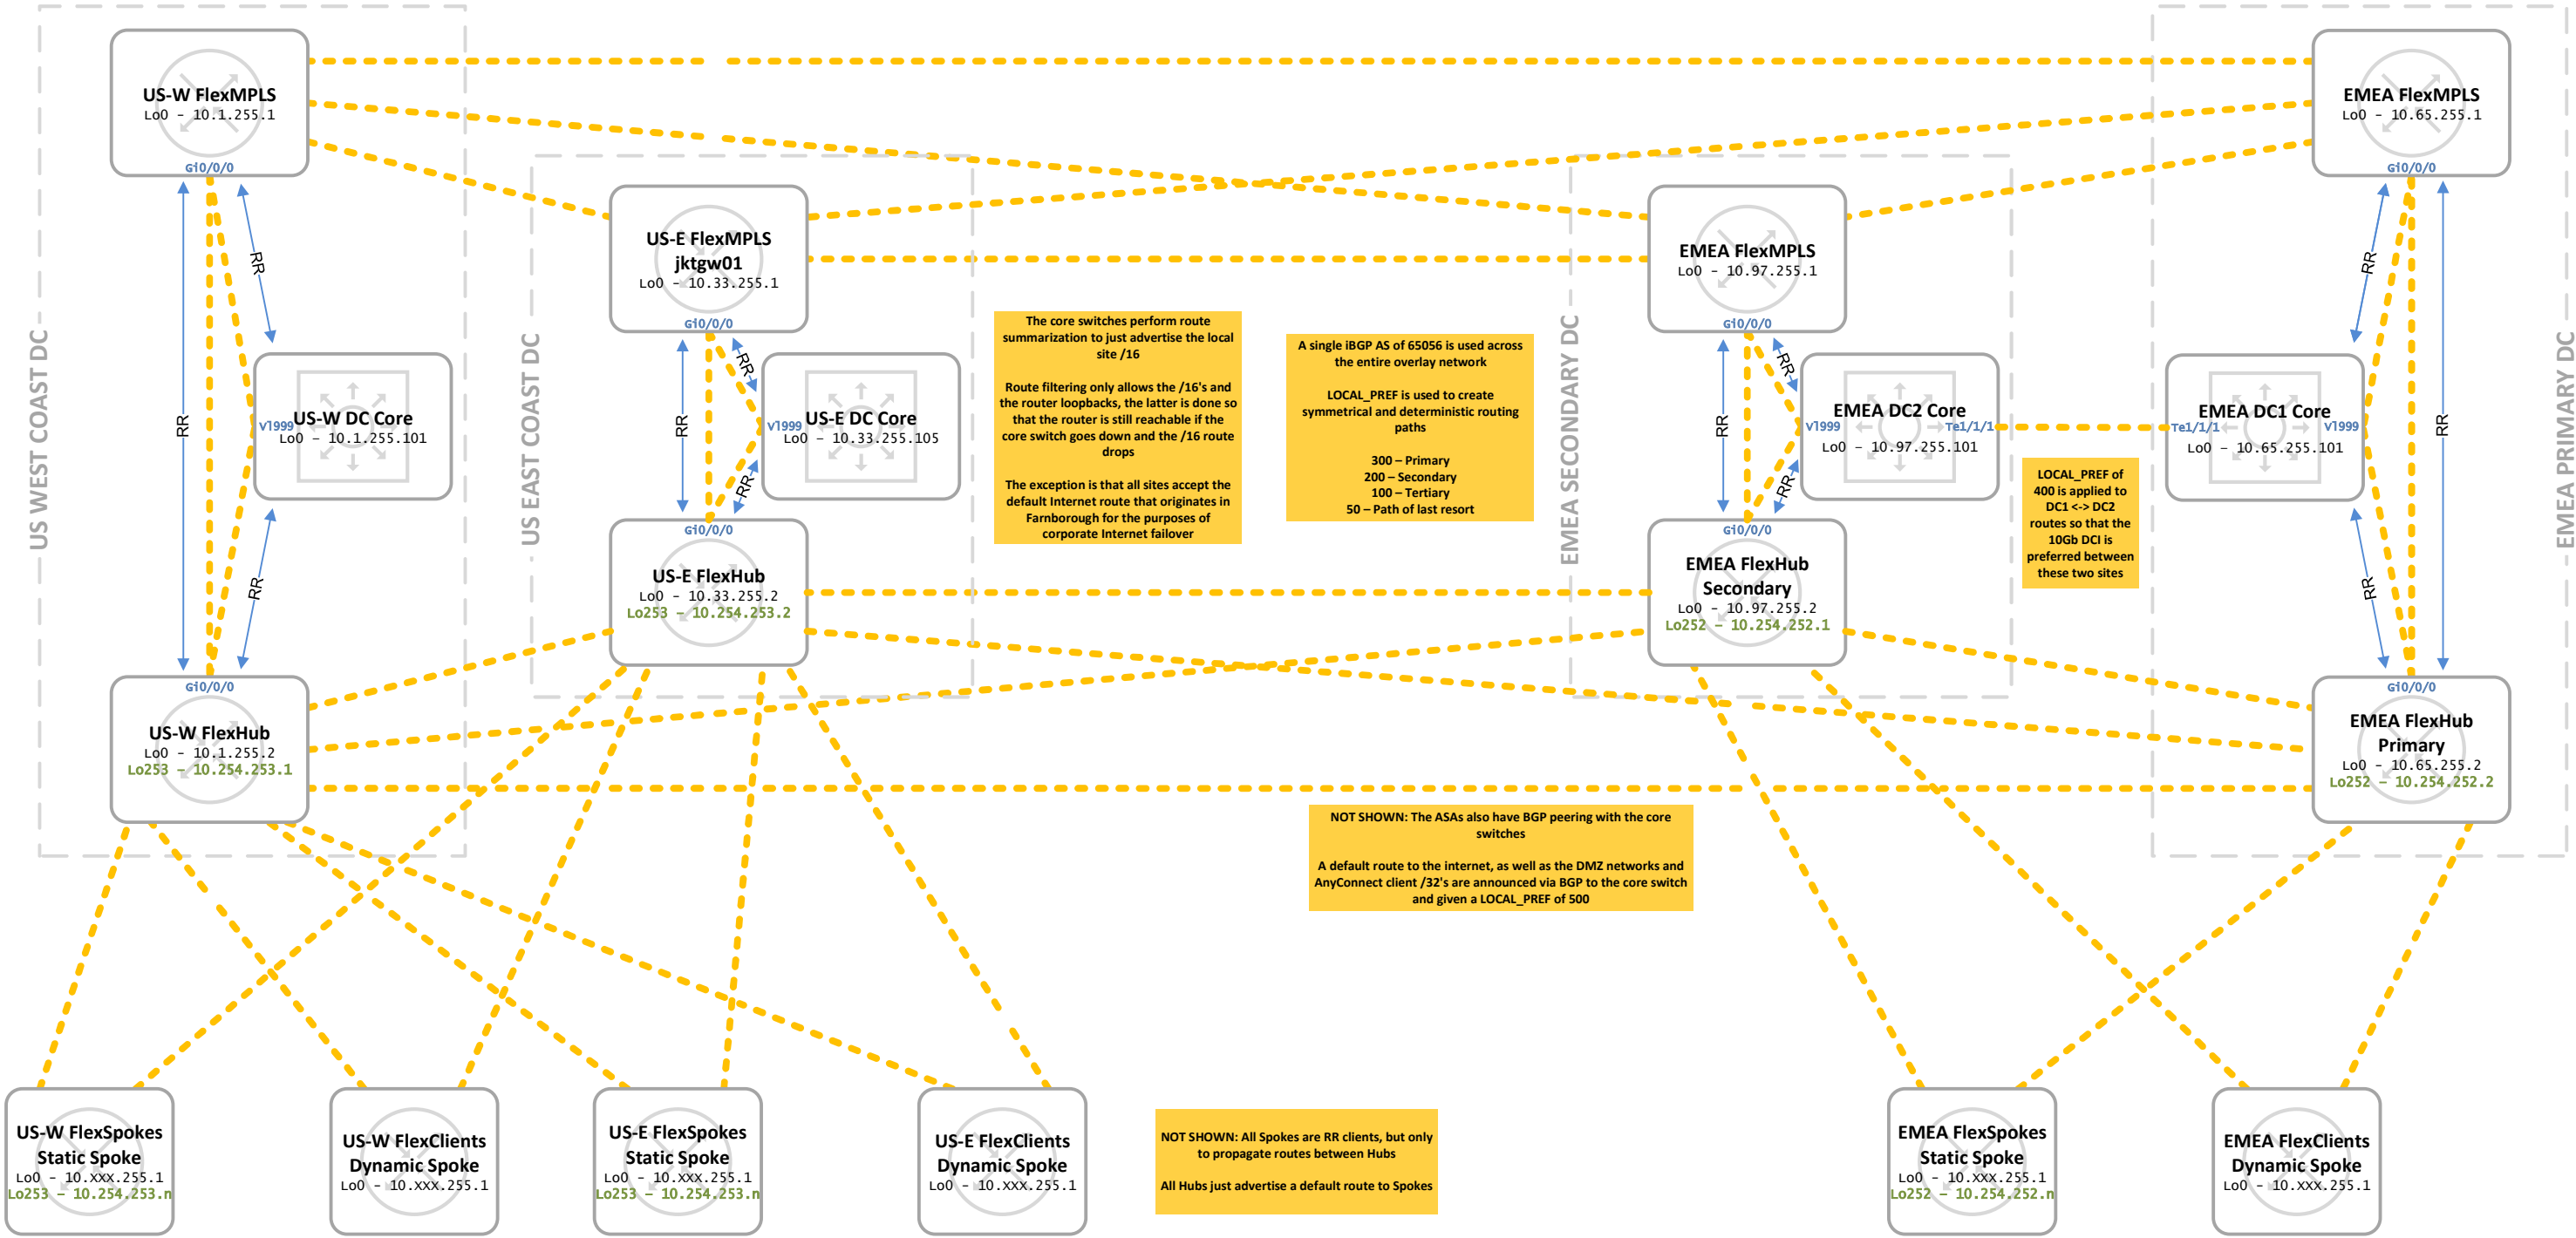 US WEST COAST DC
US-W FlexMPLS
Lo0 - 10.1.255.1
Gi0/0/0
RR
RR
RR
US-W DC Core
Lo0 - 10.1.255.101
Vl999
Gi0/0/0
US-W FlexHub
Lo0 - 10.1.255.2
Lo253 - 10.254.253.1
US EAST COAST DC
US-E FlexMPLS
jktgw01
Lo0 - 10.33.255.1
Gi0/0/0
RR
RR
RR
US-E DC Core
Lo0 - 10.33.255.105
Vl999
Gi0/0/0
US-E FlexHub
Lo0 - 10.33.255.2
Lo253 - 10.254.253.2
The core switches perform route
summarization to just advertise the local
site /16
Route filtering only allows the /16's and
the router loopbacks, the latter is done so
that the router is still reachable if the
core switch goes down and the /16 route
drops
The exception is that all sites accept the
default Internet route that originates in
Farnborough for the purposes of
corporate Internet failover
A single iBGP AS of 65056 is used across
the entire overlay network
LOCAL_PREF is used to create
symmetrical and deterministic routing
paths
300 – Primary
200 – Secondary
100 – Tertiary
50 – Path of last resort
EMEA SECONDARY DC
EMEA FlexMPLS
Lo0 - 10.97.255.1
Gi0/0/0
RR
RR
RR
EMEA DC2 Core
Lo0 - 10.97.255.101
Vl999
Te1/1/1
Gi0/0/0
EMEA FlexHub
Secondary
Lo0 - 10.97.255.2
Lo252 - 10.254.252.1
LOCAL_PREF of
400 is applied to
DC1 <-> DC2
routes so that the
10Gb DCI is
preferred between
these two sites
EMEA PRIMARY DC
EMEA FlexMPLS
Lo0 - 10.65.255.1
Gi0/0/0
RR
RR
RR
EMEA DC1 Core
Lo0 - 10.65.255.101
Te1/1/1
Vl999
Gi0/0/0
EMEA FlexHub
Primary
Lo0 - 10.65.255.2
Lo252 - 10.254.252.2
NOT SHOWN: The ASAs also have BGP peering with the core
switches
A default route to the internet, as well as the DMZ networks and
AnyConnect client /32's are announced via BGP to the core switch
and given a LOCAL_PREF of 500
US-W FlexSpokes
Static Spoke
Lo0 - 10.xxx.255.1
Lo253 - 10.254.253.n
US-W FlexClients
Dynamic Spoke
Lo0 - 10.xxx.255.1
US-E FlexSpokes
Static Spoke
Lo0 - 10.xxx.255.1
Lo253 - 10.254.253.n
US-E FlexClients
Dynamic Spoke
Lo0 - 10.xxx.255.1
NOT SHOWN: All Spokes are RR clients, but only
to propagate routes between Hubs
All Hubs just advertise a default route to Spokes
EMEA FlexSpokes
Static Spoke
Lo0 - 10.xxx.255.1
Lo252 - 10.254.252.n
EMEA FlexClients
Dynamic Spoke
Lo0 - 10.xxx.255.1